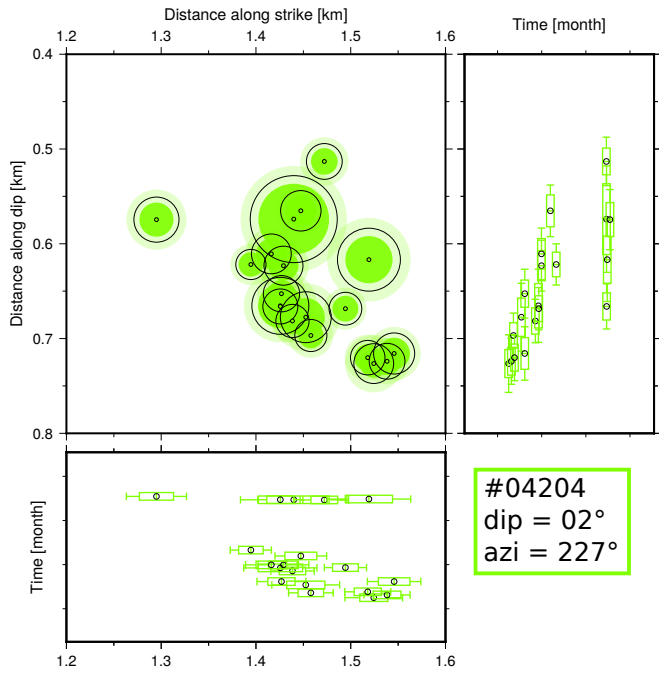 Distance along strike [km]
1.2 1.3 1.4 1.5 1.6
Time [month]
0.4
0.5
0.6
0.7
0.8
Distance along dip [km]
Time [month]
1.2 1.3 1.4 1.5 1.6
#04204
dip = 02°
azi = 227°